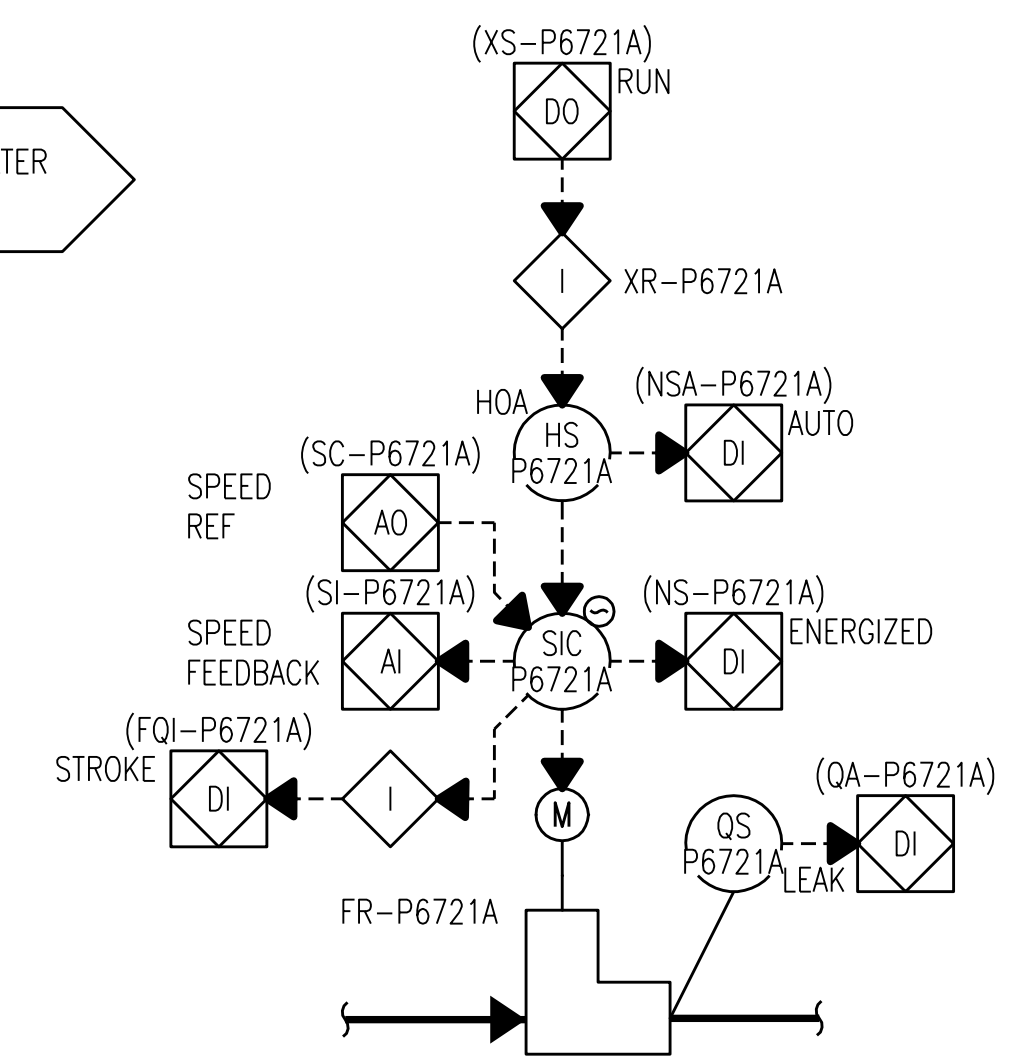 (XS-P6721A)
RUN
DO
TER
I
XR-P6721A
HOA
HS
P6721A
(NSA-P6721A)
AUTO
DI
(SC-P6721A)
SPEED
REF
AO
(SI-P6721A)
SPEED
FEEDBACK
AI
SIC
P6721A
(NS-P6721A)
ENERGIZED
DI
(FQI-P6721A)
STROKE
DI
I
M
QS
P6721A
LEAK
(QA-P6721A)
DI
FR-P6721A